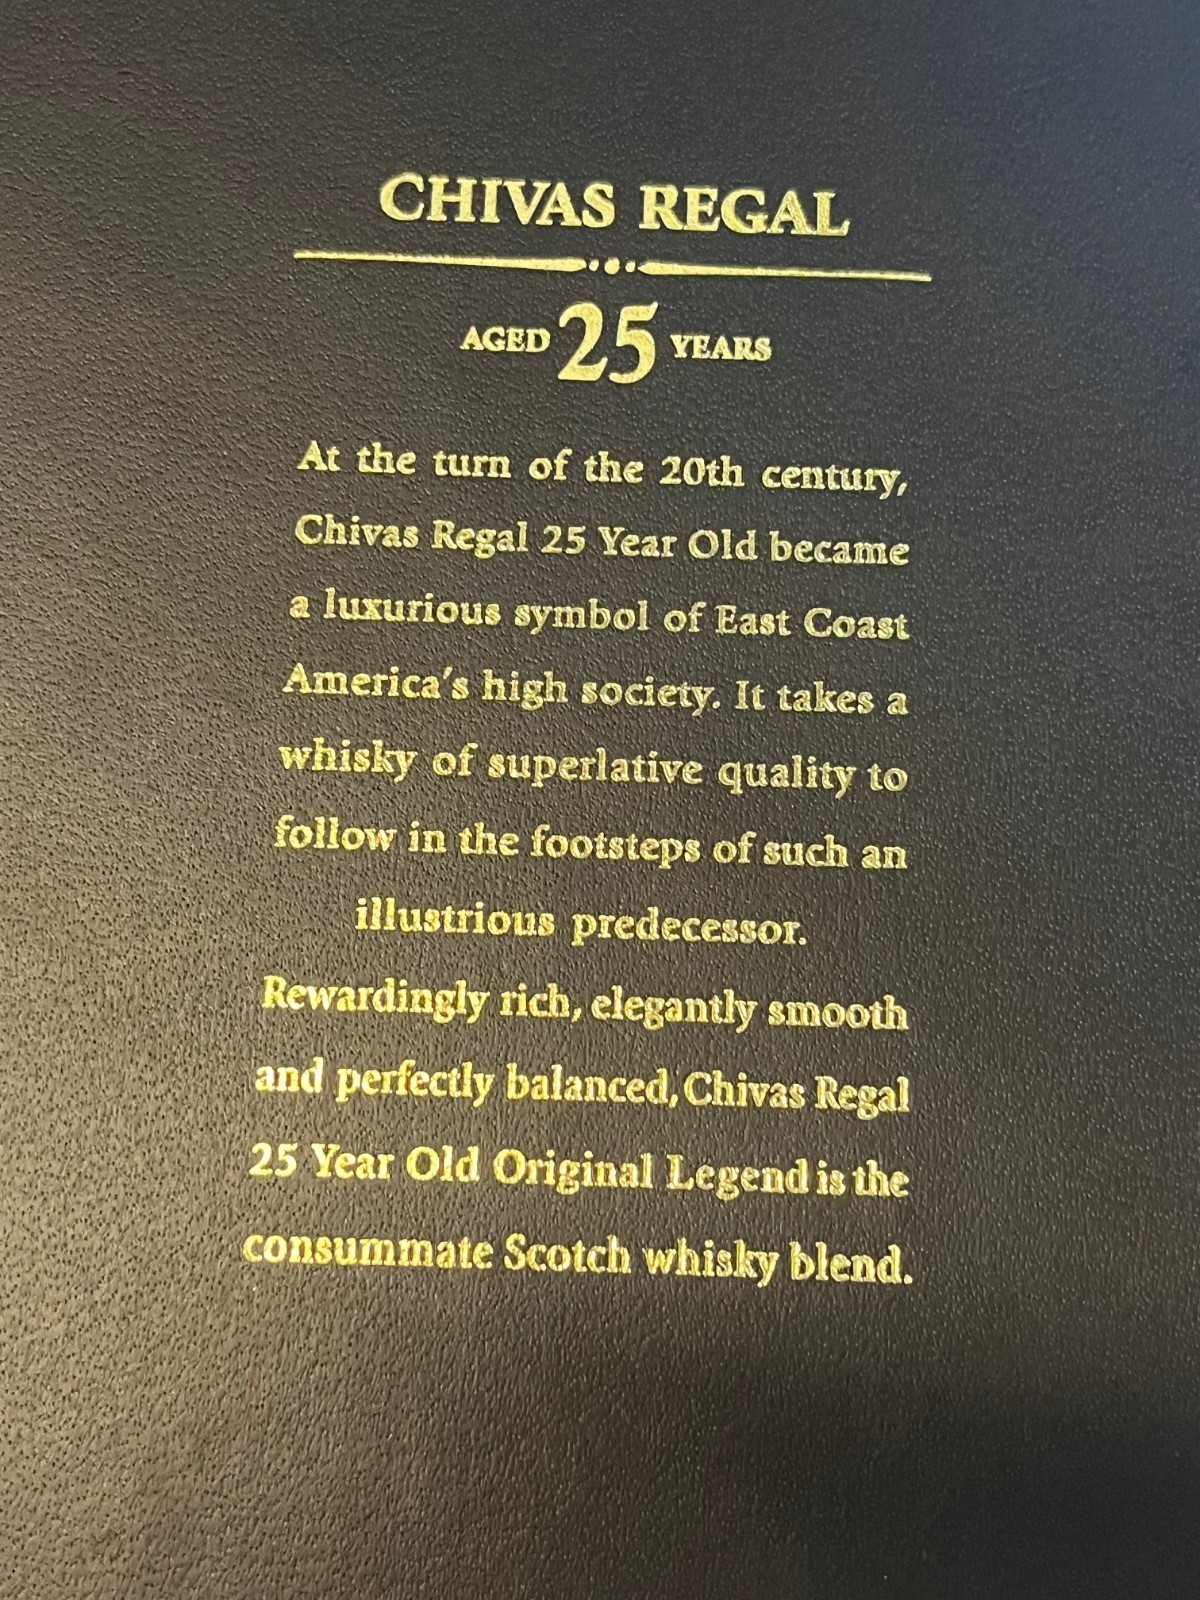 CHIVAS REGAL
AGED 25 YEARS
At the turn of the 20th century,
Chivas Regal 25 Year Old became
a luxurious symbol of East Coast
America's high society. It takes a
whisky of superlative quality to
follow in the footsteps of such an
illustrious predecessor.
Rewardingly rich, elegantly smooth
and perfectly balanced, Chivas Regal
25 Year Old Original Legend is the
consummate Scotch whisky blend.